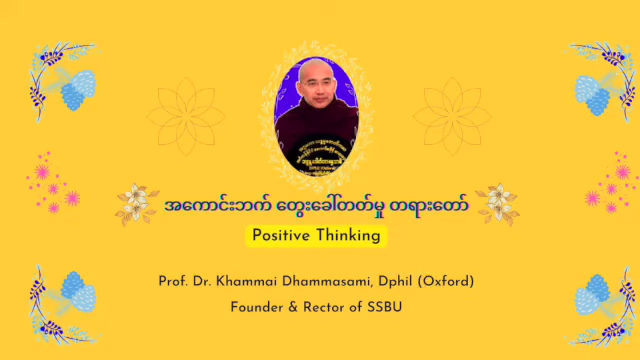 အကောင်းဘက် တွေးခေါ်တတ်မှု တရားတော်
Positive Thinking
Prof. Dr. Khammai Dhammasami, Dphil (Oxford)
Founder & Rector of SSBU